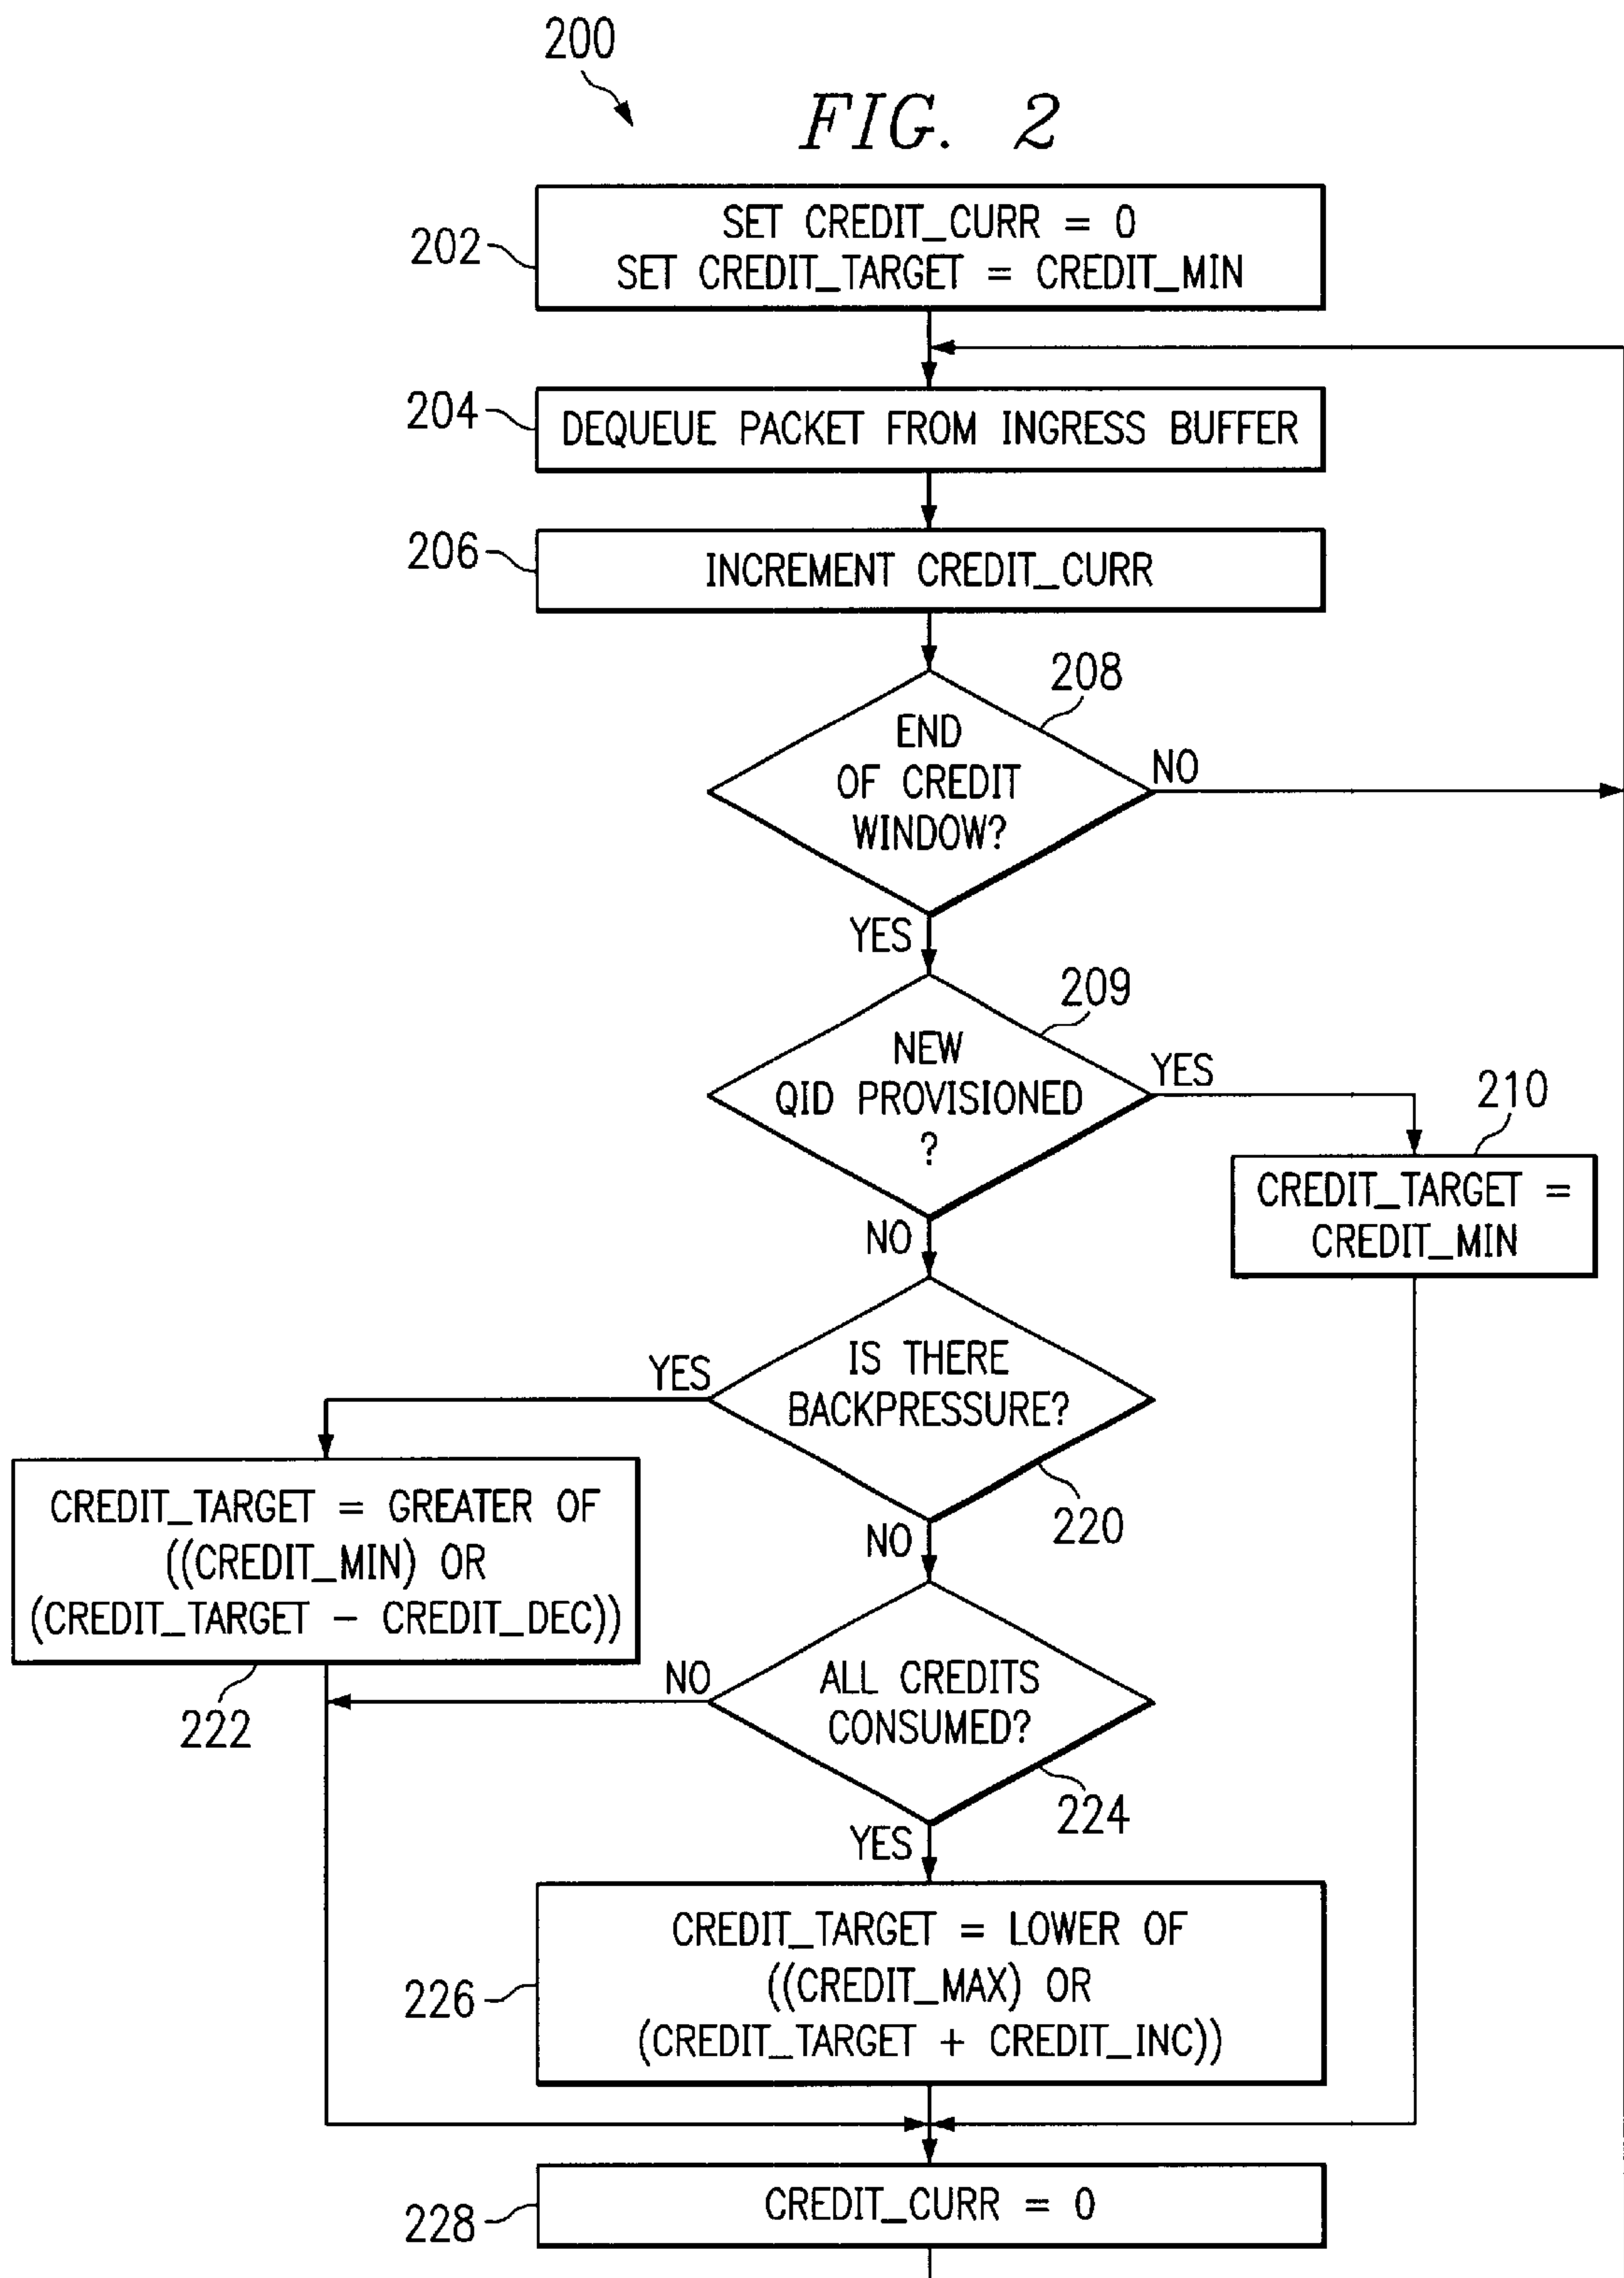 200
FIG. 2
SET CREDIT_CURR = 0
SET CREDIT_TARGET = CREDIT_MIN
202
204
DEQUEUE PACKET FROM INGRESS BUFFER
206
INCREMENT CREDIT_CURR
208
END
OF CREDIT
WINDOW?
NO
YES
209
NEW
QID PROVISIONED
?
YES
210
CREDIT_TARGET =
CREDIT_MIN
NO
IS THERE
BACKPRESSURE?
YES
220
NO
CREDIT_TARGET = GREATER OF
((CREDIT_MIN) OR
(CREDIT_TARGET - CREDIT_DEC))
222
NO
ALL CREDITS
CONSUMED?
224
YES
CREDIT_TARGET = LOWER OF
((CREDIT_MAX) OR
(CREDIT_TARGET + CREDIT_INC))
226
CREDIT_CURR = 0
228